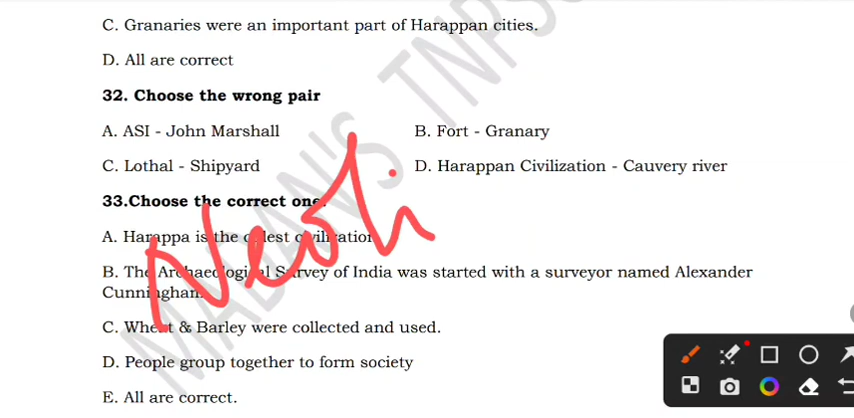 C. Granaries were an important part of Harappan cities.
D. All are correct
32. Choose the wrong pair
A. ASI - John Marshall
B. Fort - Granary
C. Lothal - Shipyard
D. Harappan Civilization - Cauvery river
33.Choose the correct one.
A. Harappa is the oldest civilization
B. The Archaeological Survey of India was started with a surveyor named Alexander
Cunningham.
C. Wheat & Barley were collected and used.
D. People group together to form society
E. All are correct.